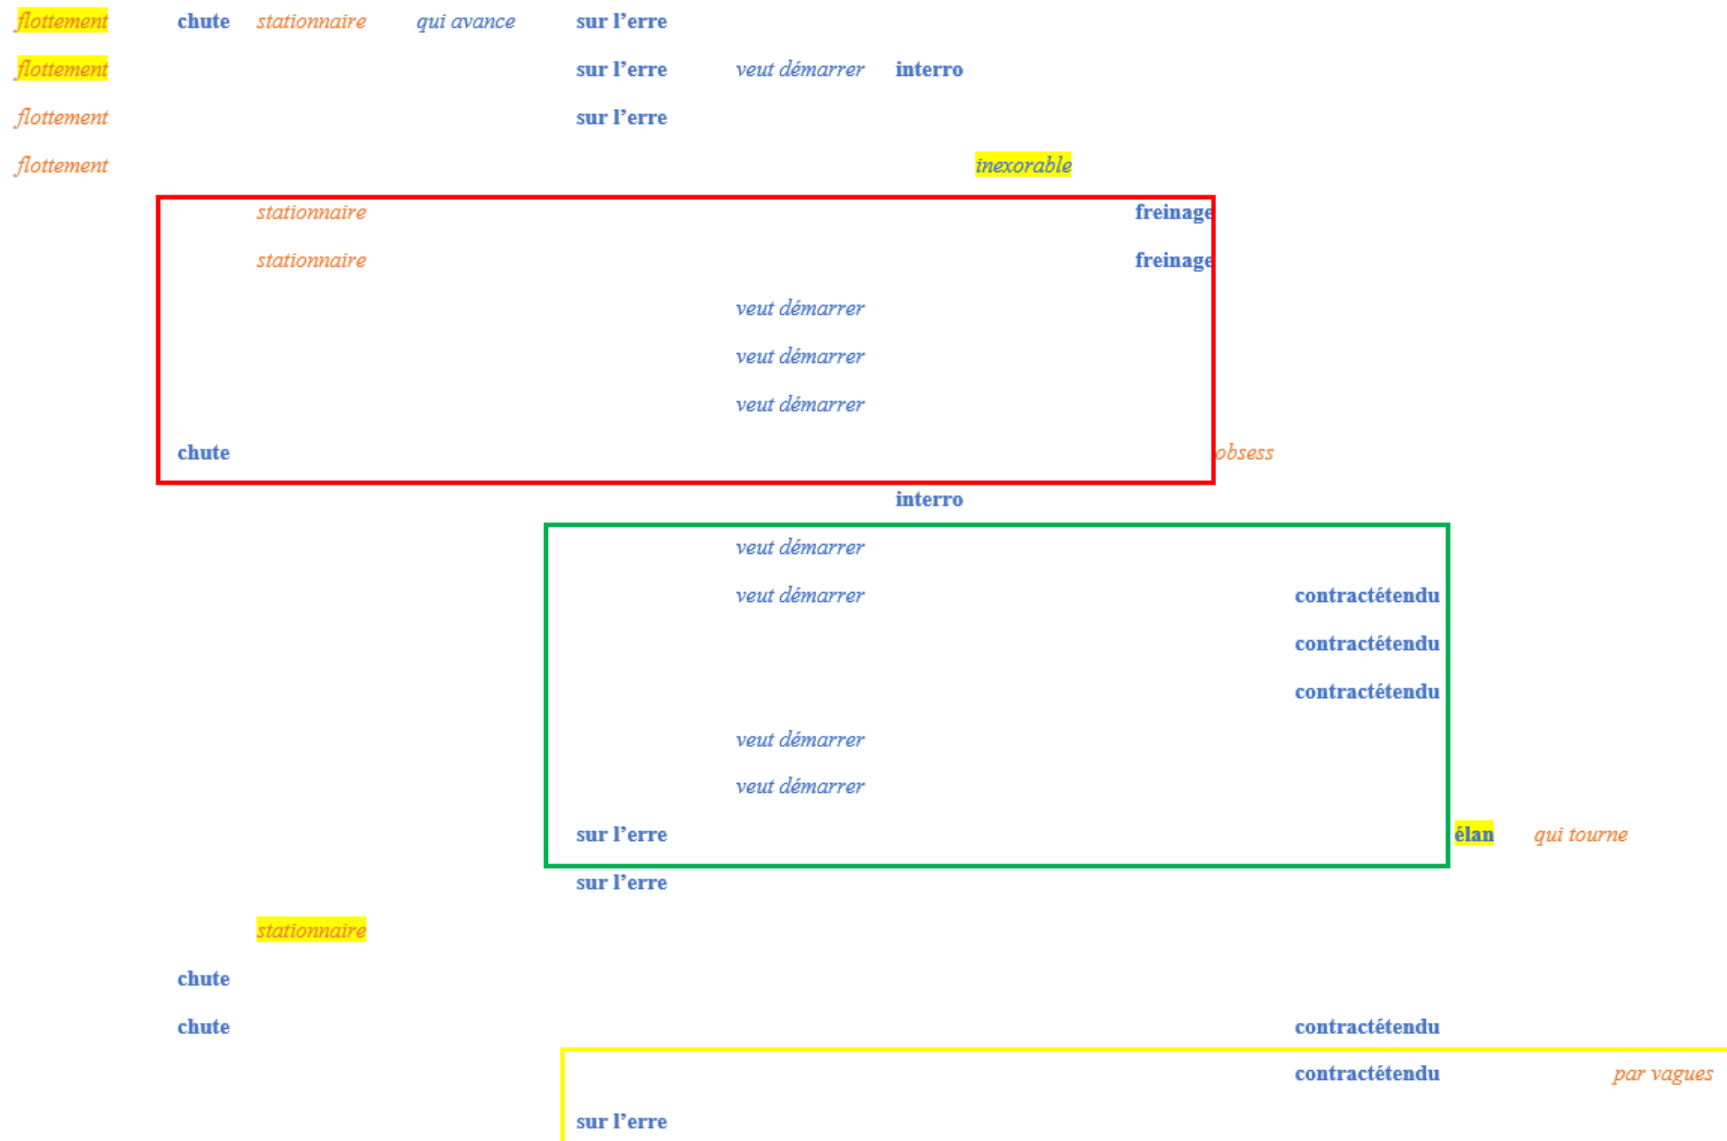 flottement chute stationnaire qui avance sur l’erre
flottement sur l’erre veut démarrer interro
flottement sur l’erre
flottement inexorable
stationnaire freinage
stationnaire freinage
veut démarrer
veut démarrer
veut démarrer
chute obsess
interro
veut démarrer
veut démarrer contractétendu
contractétendu
contractétendu
veut démarrer
veut démarrer
sur l’erre élan qui tourne
sur l’erre
stationnaire
chute
chute contractétendu
contractétendu par vagues
sur l’erre